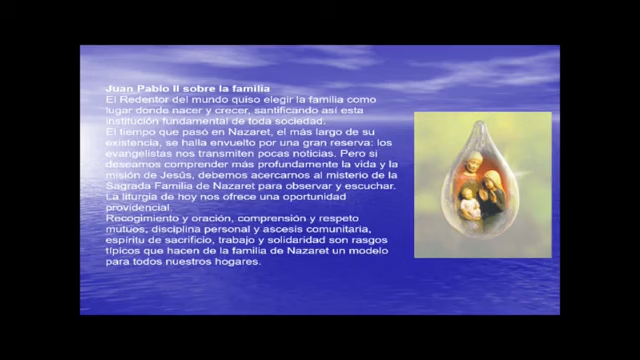 Juan Pablo II sobre la familia
El Redentor del mundo quiso elegir la familia como
lugar donde nacer y crecer, santificando así esta
institución fundamental de toda sociedad.
El tiempo que pasó en Nazaret, el más largo de su
existencia, se halla envuelto por una gran reserva: los
evangelistas nos transmiten pocas noticias. Pero si
deseamos comprender más profundamente la vida y la
misión de Jesús, debemos acercarnos al misterio de la
Sagrada Familia de Nazaret para observar y escuchar.
La liturgia de hoy nos ofrece una oportunidad
providencial.
Recogimiento y oración, comprensión y respeto
mutuos, disciplina personal y ascesis comunitaria,
espíritu de sacrificio, trabajo y solidaridad son rasgos
típicos que hacen de la familia de Nazaret un modelo
para todos nuestros hogares.